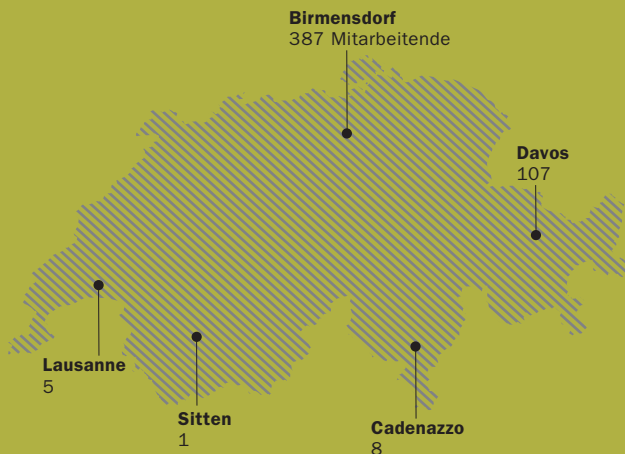 Birmensdorf
387 Mitarbeitende
Davos
107
Lausanne
5
Sitten
1
Cadenazzo
8